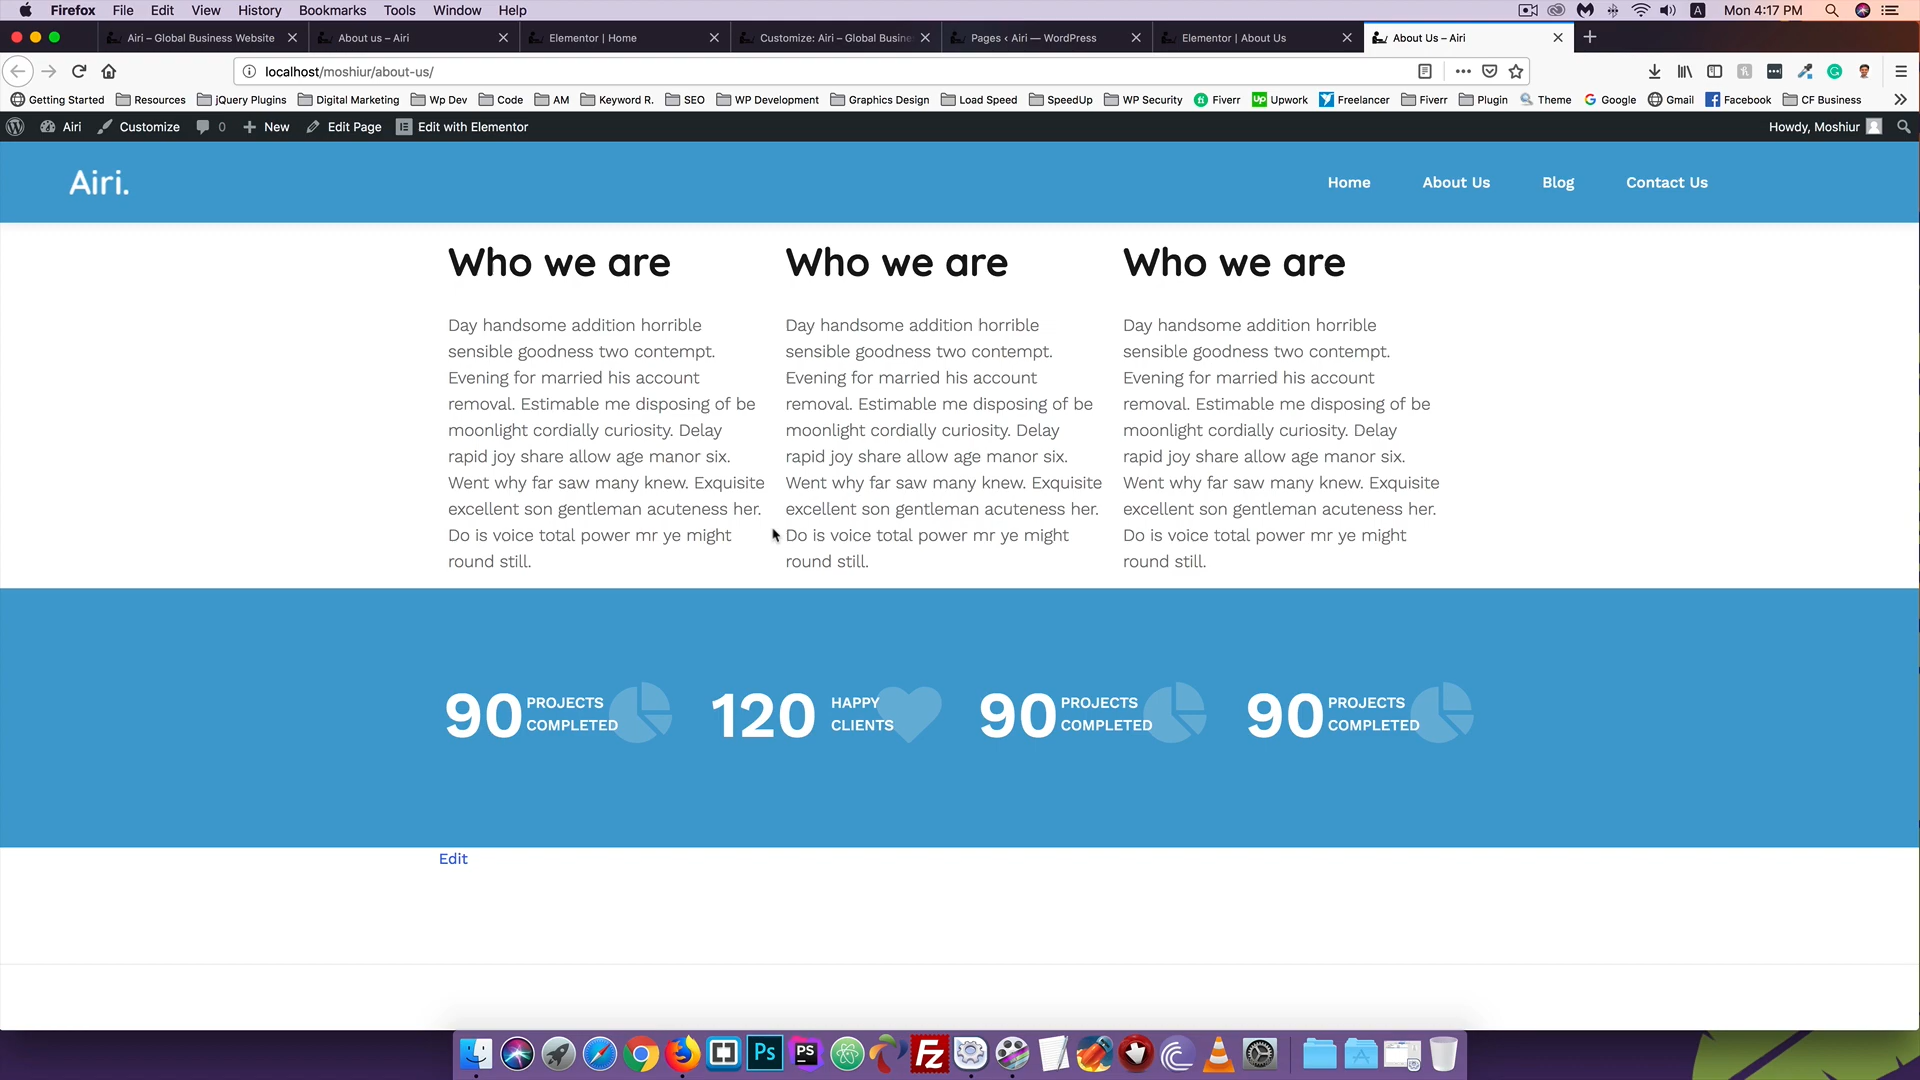 Firefox File Edit View History Bookmarks Tools Window Help A Mon 4:17 PM
Airi – Global Business Website About us – Airi Elementor | Home Customize: Airi – Global Busine Pages ‹ Airi — WordPress Elementor | About Us About Us – Airi
localhost/moshiur/about-us/
Getting Started Resources jQuery Plugins Digital Marketing Wp Dev Code AM Keyword R. SEO WP Development Graphics Design Load Speed SpeedUp WP Security Fiverr Upwork Freelancer Fiverr Plugin Theme Google Gmail Facebook CF Business
Airi Customize 0 New Edit Page Edit with Elementor Howdy, Moshiur
Airi. Home About Us Blog Contact Us
Who we are
Day handsome addition horrible
sensible goodness two contempt.
Evening for married his account
removal. Estimable me disposing of be
moonlight cordially curiosity. Delay
rapid joy share allow age manor six.
Went why far saw many knew. Exquisite
excellent son gentleman acuteness her.
Do is voice total power mr ye might
round still.
Who we are
Day handsome addition horrible
sensible goodness two contempt.
Evening for married his account
removal. Estimable me disposing of be
moonlight cordially curiosity. Delay
rapid joy share allow age manor six.
Went why far saw many knew. Exquisite
excellent son gentleman acuteness her.
Do is voice total power mr ye might
round still.
Who we are
Day handsome addition horrible
sensible goodness two contempt.
Evening for married his account
removal. Estimable me disposing of be
moonlight cordially curiosity. Delay
rapid joy share allow age manor six.
Went why far saw many knew. Exquisite
excellent son gentleman acuteness her.
Do is voice total power mr ye might
round still.
90 PROJECTS
COMPLETED
120 HAPPY
CLIENTS
90 PROJECTS
COMPLETED
90 PROJECTS
COMPLETED
Edit
Ps PS FZ